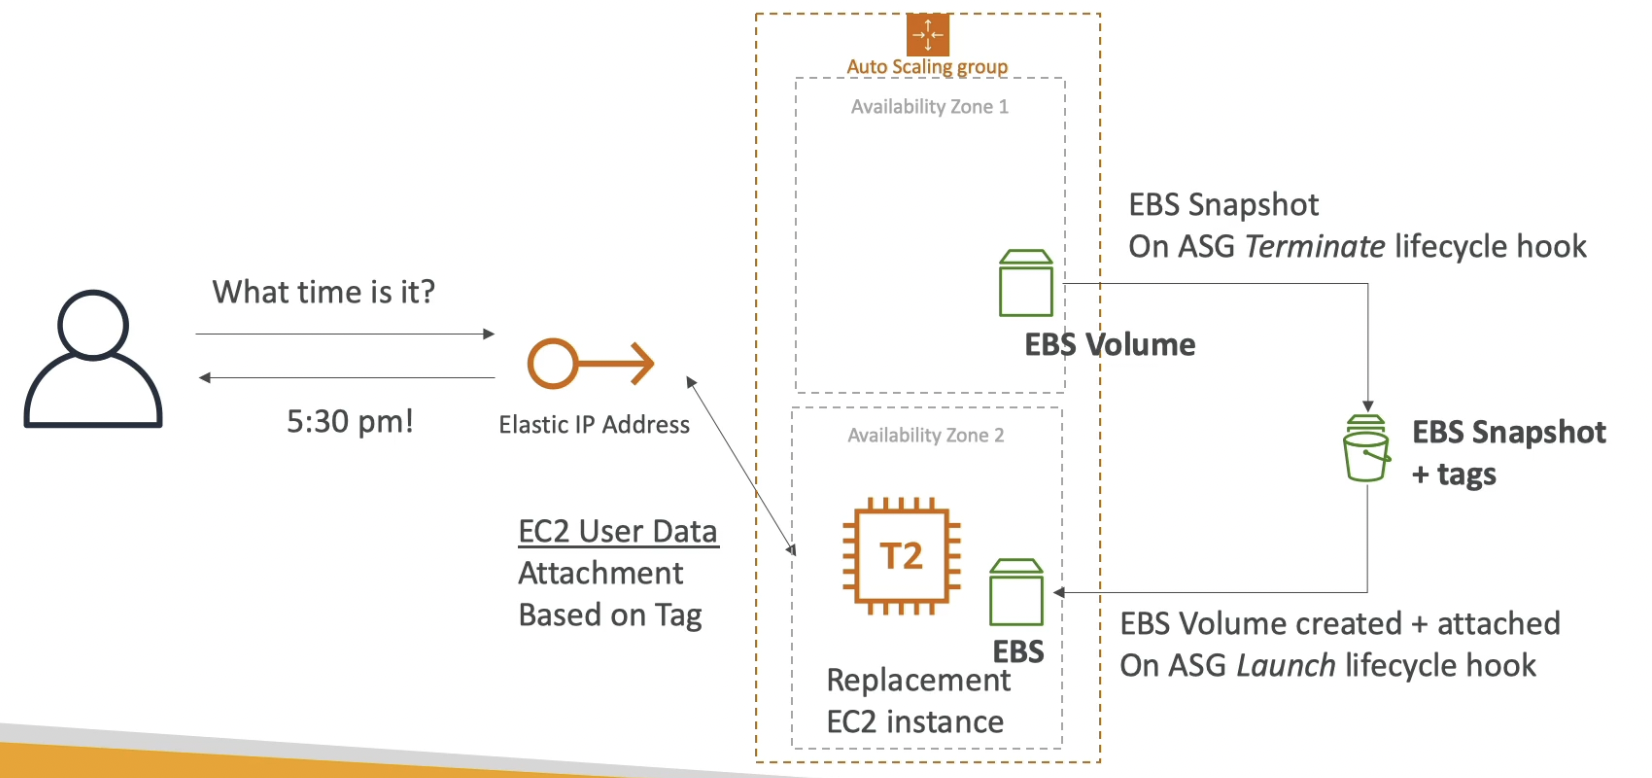 Auto Scaling group
Availability Zone 1
EBS Snapshot
On ASG Terminate lifecycle hook
What time is it?
EBS Volume
5:30 pm!
Elastic IP Address
Availability Zone 2
EBS Snapshot
+ tags
EC2 User Data
Attachment
Based on Tag
T2
EBS
Replacement
EC2 instance
EBS Volume created + attached
On ASG Launch lifecycle hook